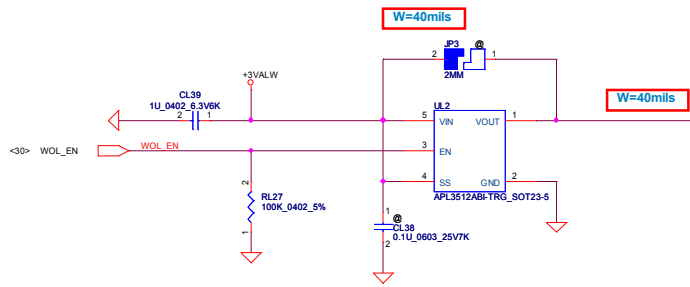 W=40mils
JP3
@
2
1
2MM
W=40mils
+3VALW
CL39
1U_0402_6.3V6K
2
1
UL2
5
VIN
VOUT
1
<30>
WOL_EN
WOL_EN
3
EN
4
SS
GND
2
APL3512ABI-TRG_SOT23-5
2
RL27
100K_0402_5%
1
1
@
CL38
0.1U_0603_25V7K
2